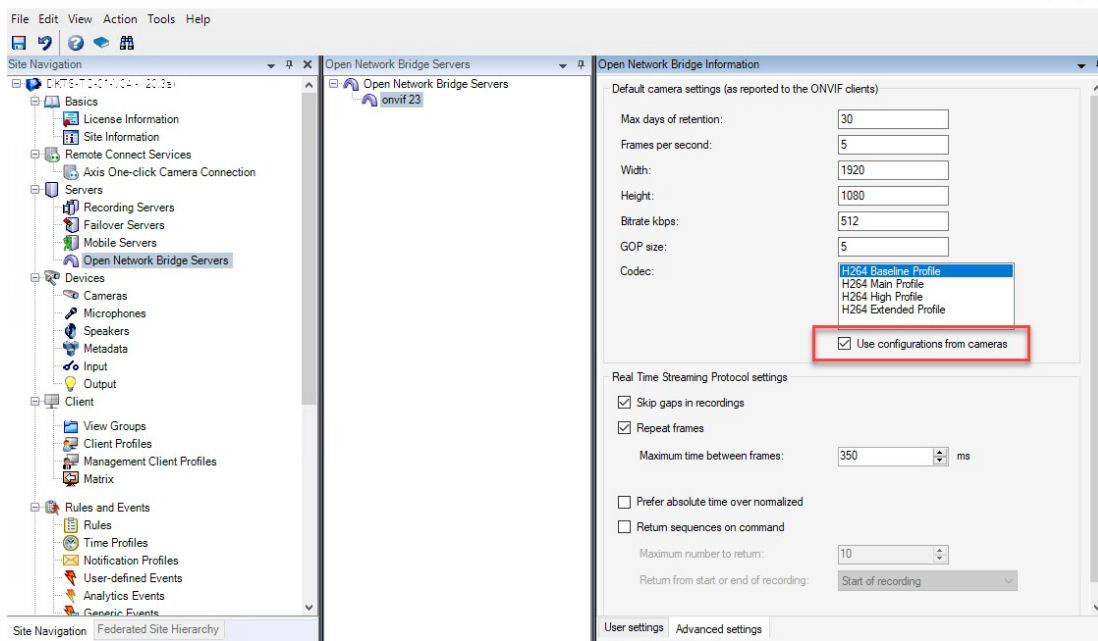 File Edit View Action Tools Help
Site Navigation
Basics
License Information
Site Information
Remote Connect Services
Axis One-click Camera Connection
Servers
Recording Servers
Failover Servers
Mobile Servers
Open Network Bridge Servers
Devices
Cameras
Microphones
Speakers
Metadata
Input
Output
Client
View Groups
Client Profiles
Management Client Profiles
Matrix
Rules and Events
Rules
Time Profiles
Notification Profiles
User-defined Events
Analytics Events
Generic Events
Site Navigation Federated Site Hierarchy
Open Network Bridge Servers
Open Network Bridge Servers
onvif 23
Open Network Bridge Information
Default camera settings (as reported to the ONVIF clients)
Max days of retention: 30
Frames per second: 5
Width: 1920
Height: 1080
Bitrate kbps: 512
GOP size: 5
Codec: H264 Baseline Profile
H264 Main Profile
H264 High Profile
H264 Extended Profile
Use configurations from cameras
Real Time Streaming Protocol settings
Skip gaps in recordings
Repeat frames
Maximum time between frames: 350 ms
Prefer absolute time over normalized
Return sequences on command
Maximum number to return: 10
Return from start or end of recording: Start of recording
User settings Advanced settings